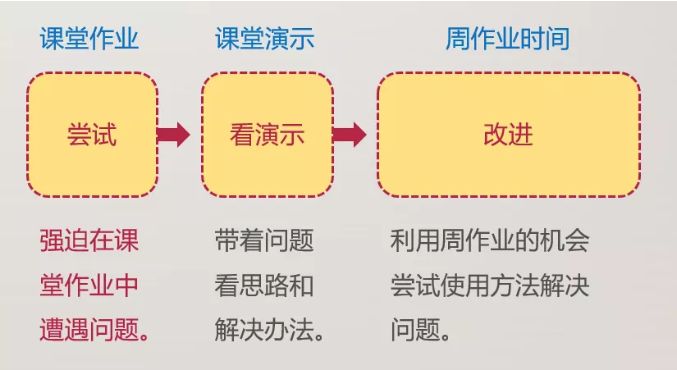 课堂作业
课堂演示
周作业时间
尝试
看演示
改进
强迫在课
堂作业中
遭遇问题。
带着问题
看思路和
解决办法。
利用周作业的机会
尝试使用方法解决
问题。